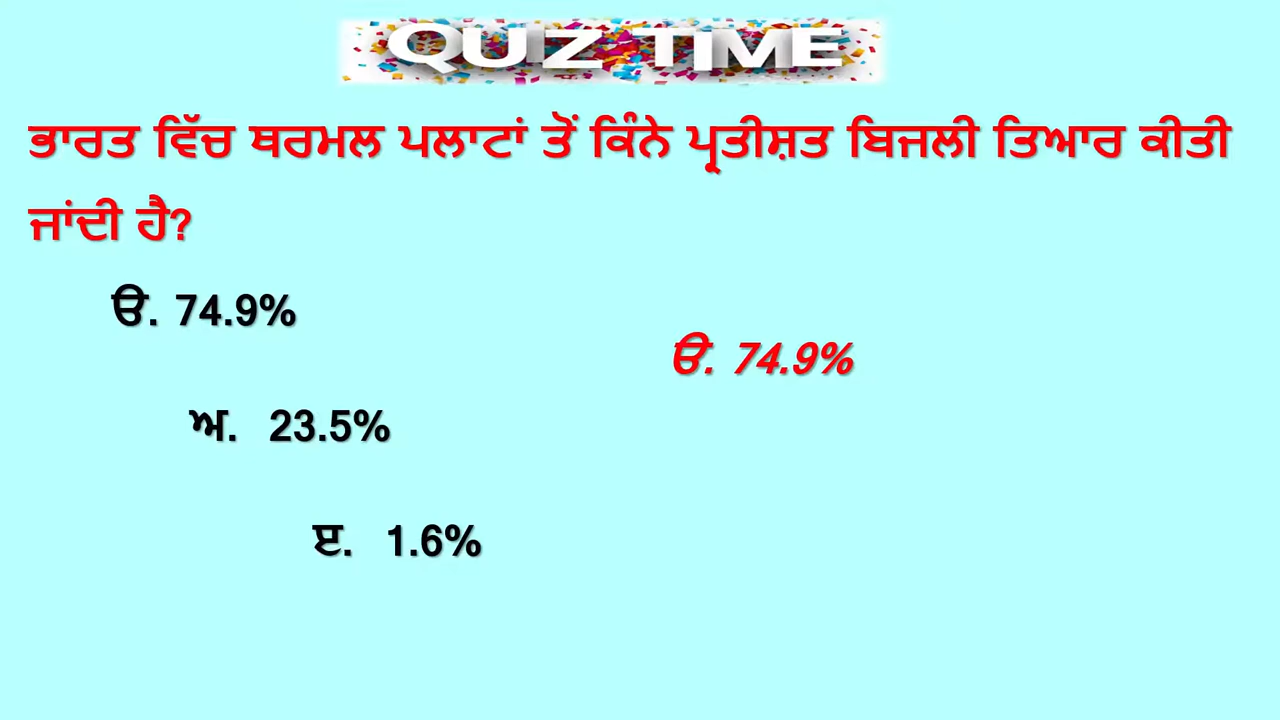 QUIZ TIME
ਭਾਰਤ ਵਿੱਚ ਥਰਮਲ ਪਲਾਟਾਂ ਤੋਂ ਕਿੰਨੇ ਪ੍ਰਤੀਸ਼ਤ ਬਿਜਲੀ ਤਿਆਰ ਕੀਤੀ
ਜਾਂਦੀ ਹੈ?
ੳ. 74.9%
ੳ. 74.9%
ਅ. 23.5%
ੲ. 1.6%